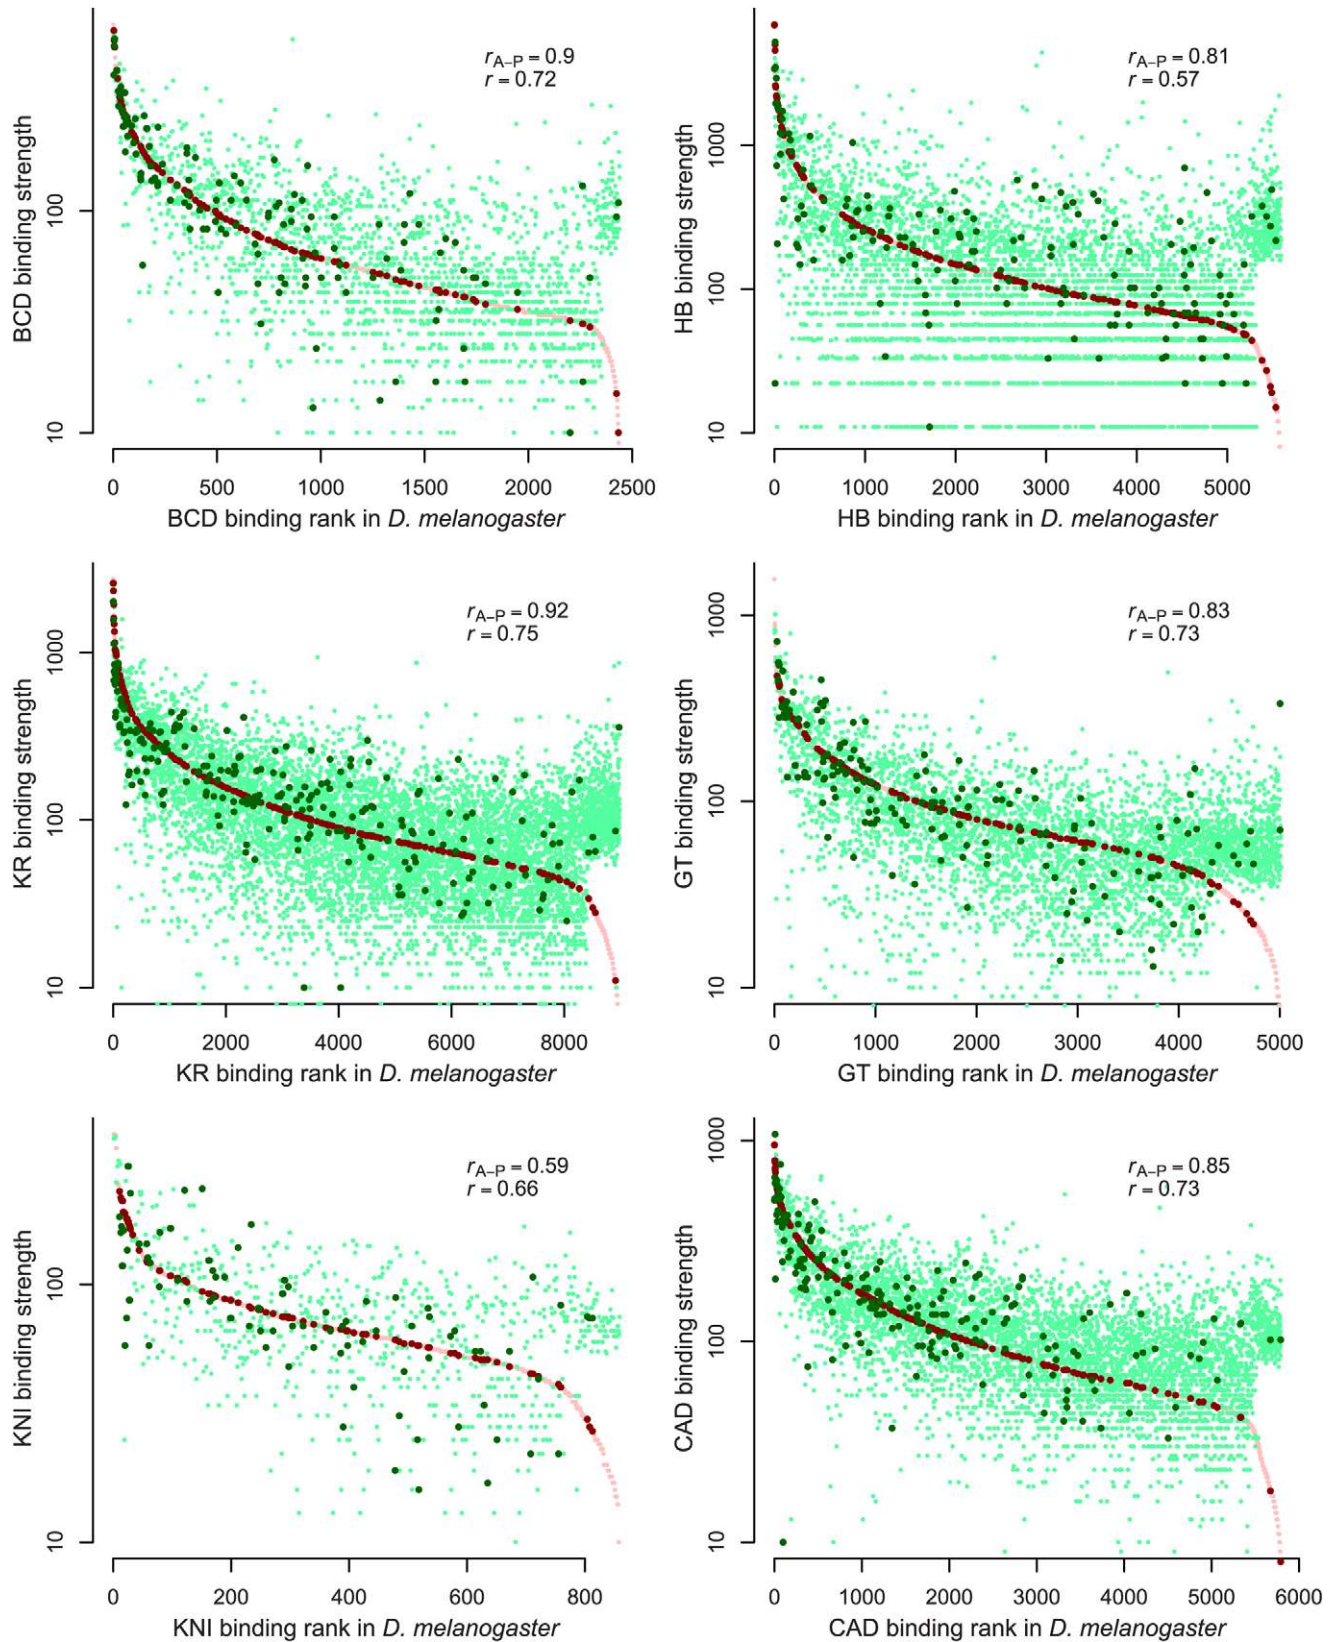 r_A–P = 0.9
r = 0.72
100
10
BCD binding strength
0 500 1000 1500 2000 2500
BCD binding rank in D. melanogaster
r_A–P = 0.81
r = 0.57
1000
100
10
HB binding strength
0 1000 2000 3000 4000 5000
HB binding rank in D. melanogaster
r_A–P = 0.92
r = 0.75
1000
100
10
KR binding strength
0 2000 4000 6000 8000
KR binding rank in D. melanogaster
r_A–P = 0.83
r = 0.73
1000
100
10
GT binding strength
0 1000 2000 3000 4000 5000
GT binding rank in D. melanogaster
r_A–P = 0.59
r = 0.66
100
10
KNI binding strength
0 200 400 600 800
KNI binding rank in D. melanogaster
r_A–P = 0.85
r = 0.73
1000
100
10
CAD binding strength
0 1000 2000 3000 4000 5000 6000
CAD binding rank in D. melanogaster